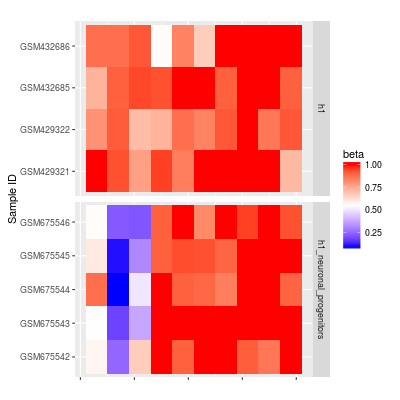 Sample ID
GSM432686
GSM432685
GSM429322
GSM429321
h1
GSM675546
GSM675545
GSM675544
GSM675543
GSM675542
h1_neuronal_progenitors
beta
1.00
0.75
0.50
0.25